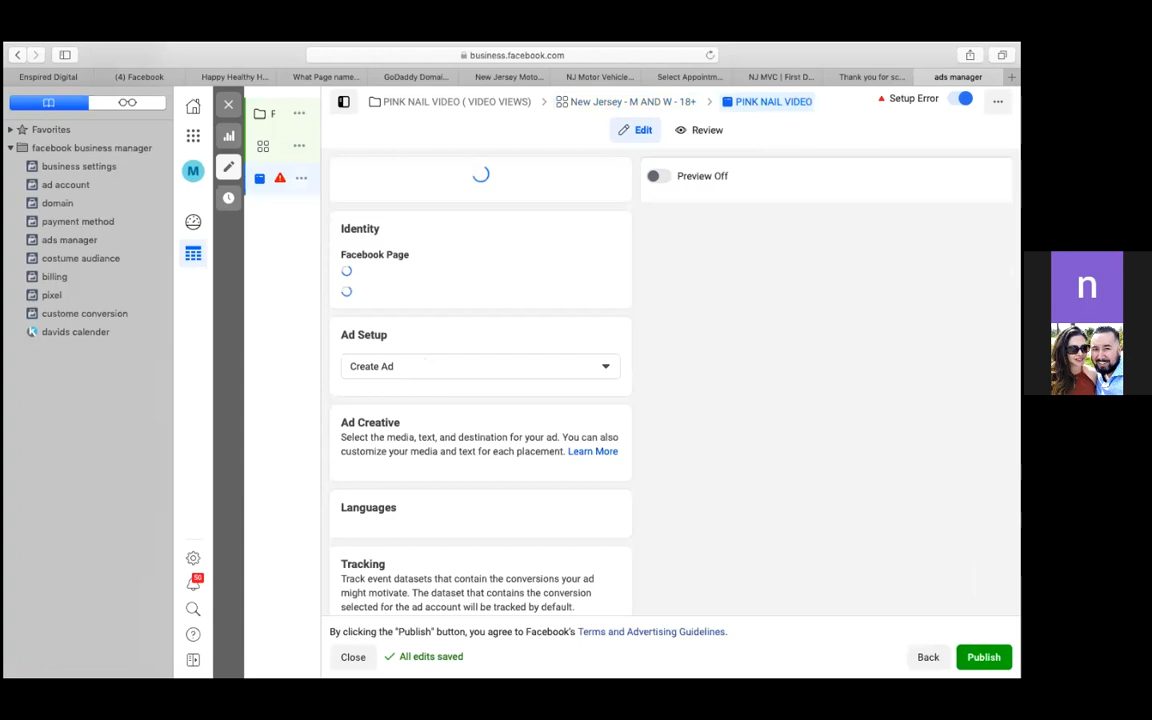 business.facebook.com
Enspired Digital
(4) Facebook
Happy Healthy H...
What Page name...
GoDaddy Domai...
New Jersey Moto...
NJ Motor Vehicle...
Select Appointm...
NJ MVC | First D...
Thank you for sc...
ads manager
Favorites
facebook business manager
business settings
ad account
domain
payment method
ads manager
costume audiance
billing
pixel
custome conversion
davids calender
M
50
F
PINK NAIL VIDEO ( VIDEO VIEWS)
New Jersey - M AND W - 18+
PINK NAIL VIDEO
Setup Error
Edit
Review
Preview Off
Identity
Facebook Page
Ad Setup
Create Ad
Ad Creative
Select the media, text, and destination for your ad. You can also
customize your media and text for each placement. Learn More
Languages
Tracking
Track event datasets that contain the conversions your ad
might motivate. The dataset that contains the conversion
selected for the ad account will be tracked by default.
By clicking the "Publish" button, you agree to Facebook's Terms and Advertising Guidelines.
Close
All edits saved
Back
Publish
n